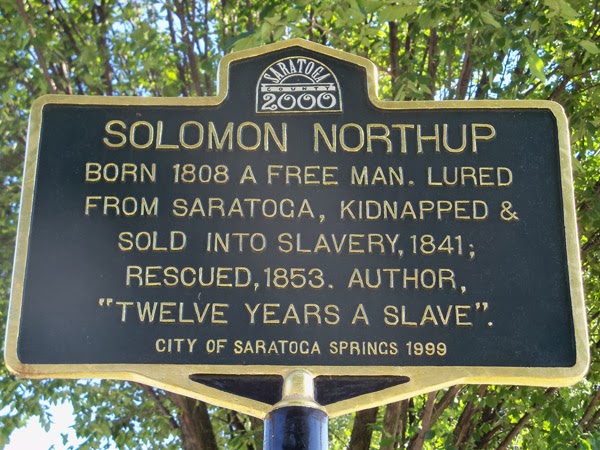 SARATOGA
COUNTY
2000
SOLOMON NORTHUP
BORN 1808 A FREE MAN. LURED
FROM SARATOGA, KIDNAPPED &
SOLD INTO SLAVERY, 1841;
RESCUED, 1853. AUTHOR,
"TWELVE YEARS A SLAVE".
CITY OF SARATOGA SPRINGS 1999